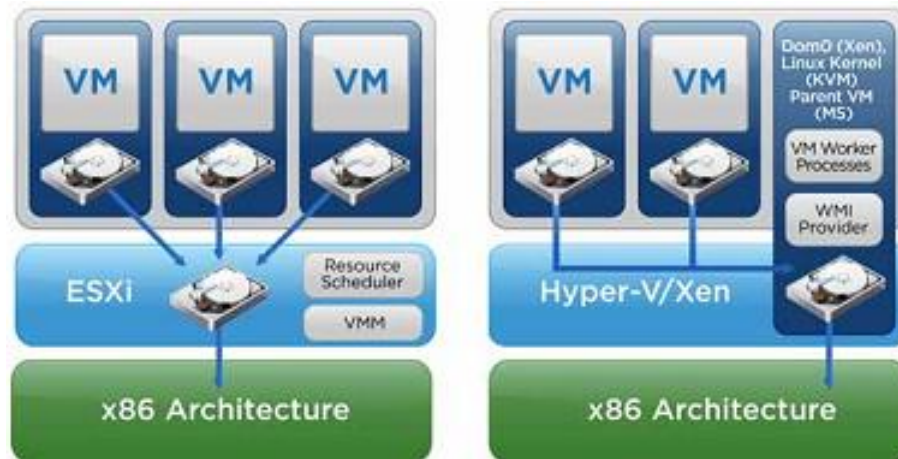 VM
VM
VM
ESXi
Resource
Scheduler
VMM
x86 Architecture
VM
VM
Dom0 (Xen),
Linux Kernel
(KVM)
Parent VM
(MS)
VM Worker
Processes
WMI
Provider
Hyper-V/Xen
x86 Architecture